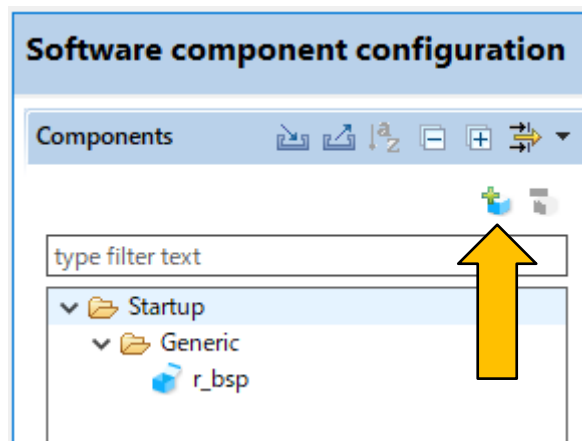 Software component configuration
Components
type filter text
Startup
Generic
r_bsp